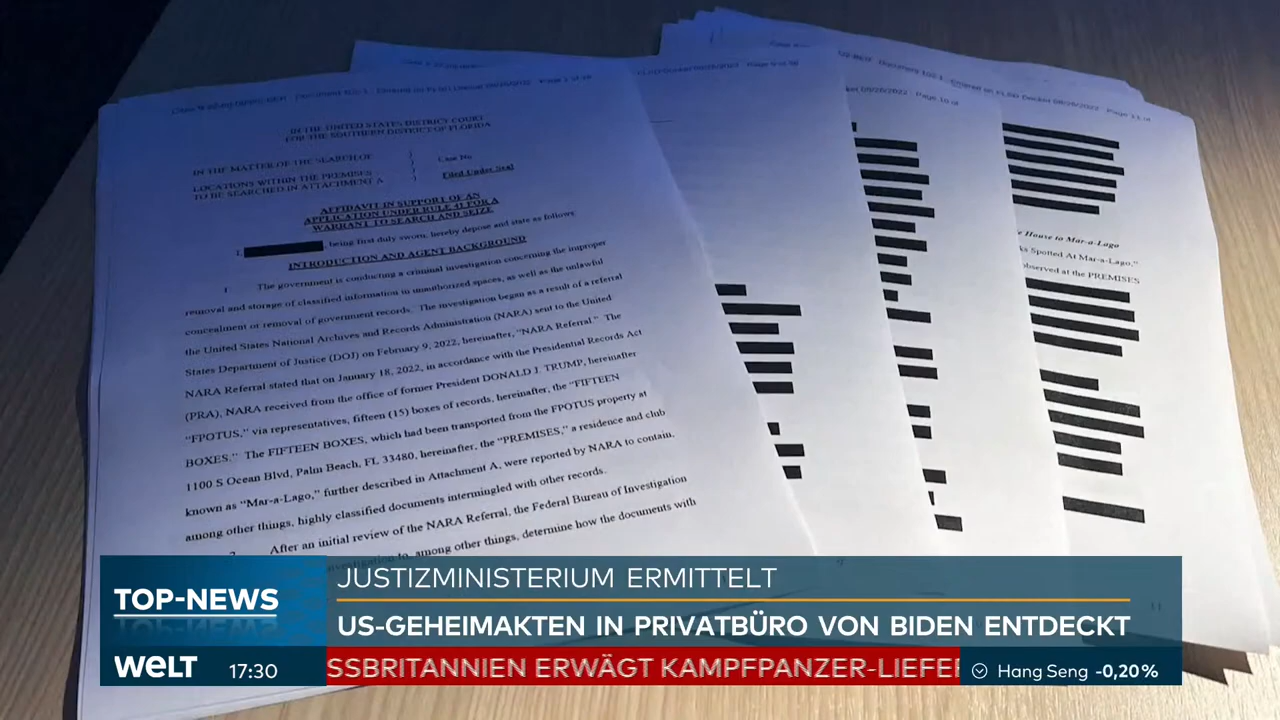 IN THE UNITED STATES DISTRICT COURT
FOR THE SOUTHERN DISTRICT OF FLORIDA
IN THE MATTER OF THE SEARCH OF
LOCATIONS WITHIN THE PREMISES
TO BE SEARCHED IN ATTACHMENT A
Case No
Filed Under Seal
AFFIDAVIT IN SUPPORT OF AN
APPLICATION UNDER RULE 41 FOR A
WARRANT TO SEARCH AND SEIZE
I, being first duly sworn, hereby depose and state as follows
INTRODUCTION AND AGENT BACKGROUND
1 The government is conducting a criminal investigation concerning the improper
removal and storage of classified information in unauthorized spaces, as well as the unlawful
concealment or removal of government records. The investigation began as a result of a referral
the United States National Archives and Records Administration (NARA) sent to the United
States Department of Justice (DOJ) on February 9, 2022, hereinafter, "NARA Referral." The
NARA Referral stated that on January 18, 2022, in accordance with the Presidential Records Act
(PRA), NARA received from the office of former President DONALD J. TRUMP, hereinafter
"FPOTUS," via representatives, fifteen (15) boxes of records, hereinafter, the "FIFTEEN
BOXES." The FIFTEEN BOXES, which had been transported from the FPOTUS property at
1100 S Ocean Blvd, Palm Beach, FL 33480, hereinafter, the "PREMISES," a residence and club
known as "Mar-a-Lago," further described in Attachment A, were reported by NARA to contain,
among other things, highly classified documents intermingled with other records.
After an initial review of the NARA Referral, the Federal Bureau of Investigation
to, among other things, determine how the documents with
House to Mar-a-Lago
Spotted At Mar-a-Lago,"
observed at the PREMISES
TOP-NEWS
JUSTIZMINISTERIUM ERMITTELT
US-GEHEIMAKTEN IN PRIVATBÜRO VON BIDEN ENTDECKT
welt 17:30
SSBRITANNIEN ERWÄGT KAMPFPANZER-LIEFE
Hang Seng -0,20%